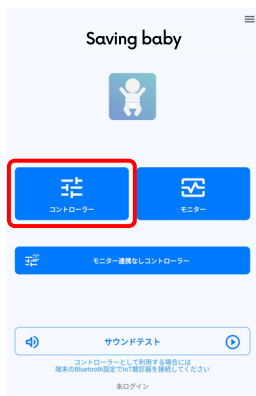 Saving baby
コントローラー
モニター
モニター連携なしコントローラー
サウンドテスト
コントローラーとして利用する場合には
端末のBluetooth設定でIoT聴診器を接続してください
未ログイン